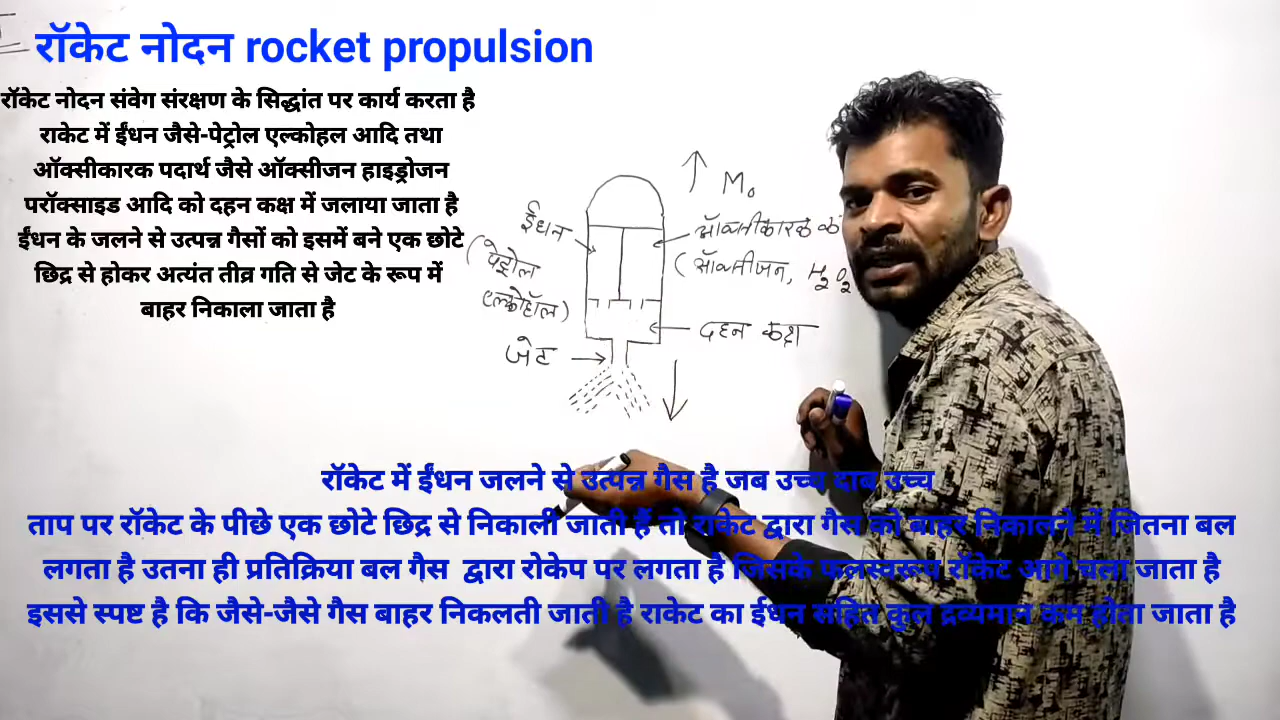 रॉकेट नोदन rocket propulsion
रॉकेट नोदन संवेग संरक्षण के सिद्धांत पर कार्य करता है
राकेट में ईंधन जैसे-पेट्रोल एल्कोहल आदि तथा
ऑक्सीकारक पदार्थ जैसे ऑक्सीजन हाइड्रोजन
परॉक्साइड आदि को दहन कक्ष में जलाया जाता है
ईंधन के जलने से उत्पन्न गैसों को इसमें बने एक छोटे
छिद्र से होकर अत्यंत तीव्र गति से जेट के रूप में
बाहर निकाला जाता है
M₀
ईंधन
(पेट्रोल
एल्कोहॉल)
ऑक्सीकारक
(ऑक्सीजन, H₂O₂
दहन कक्ष
जेट
रॉकेट में ईंधन जलने से उत्पन्न गैस है जब उच्च दाब उच्च
ताप पर रॉकेट के पीछे एक छोटे छिद्र से निकाली जाती हैं तो राकेट द्वारा गैस को बाहर निकालने में जितना बल
लगता है उतना ही प्रतिक्रिया बल गैस द्वारा रोकेप पर लगता है जिसके फलस्वरूप रॉकेट आगे चला जाता है
इससे स्पष्ट है कि जैसे-जैसे गैस बाहर निकलती जाती है राकेट का ईधन सहित कुल द्रव्यमान कम होता जाता है